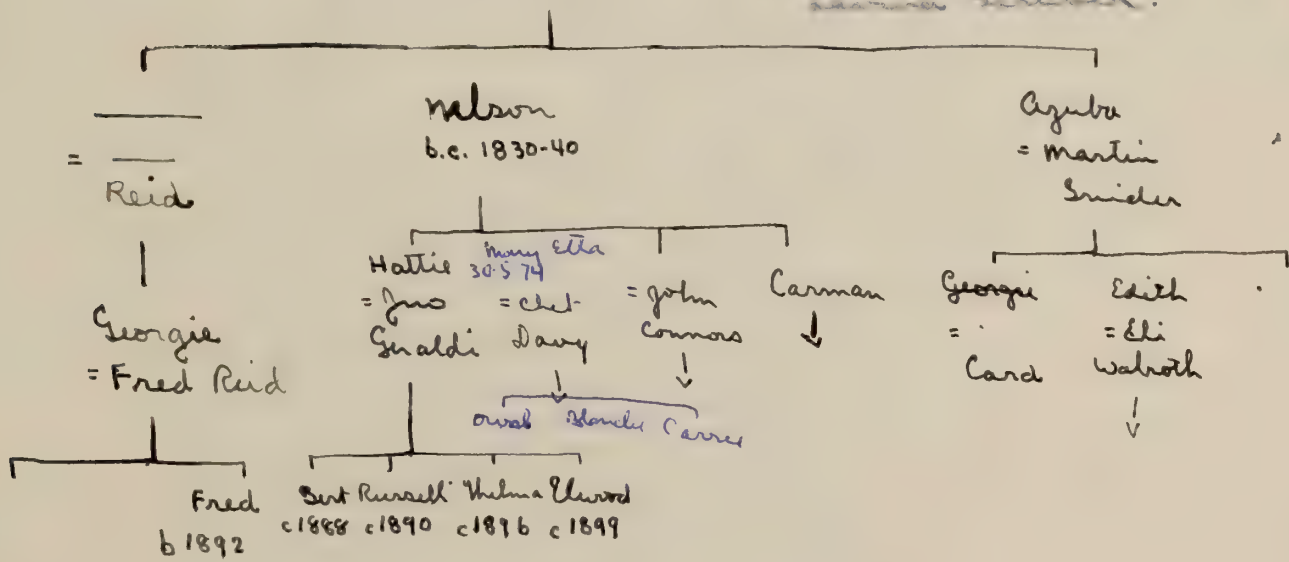 Nelson
b.c. 1830-40
=
Reid
Azuba
= Martin
Snider
Hattie
= Jno
Geraldi
Mary Etta
30.5 74
= Chet
Davy
= John
Connors
Carman
Georgie
=
Card
Edith
= Eli
Walroth
Georgie
= Fred Reid
Orval Blanche Carrie
Fred
b 1892
Bert Russell Thelma Elwood
c1888 c1890 c1896 c1899